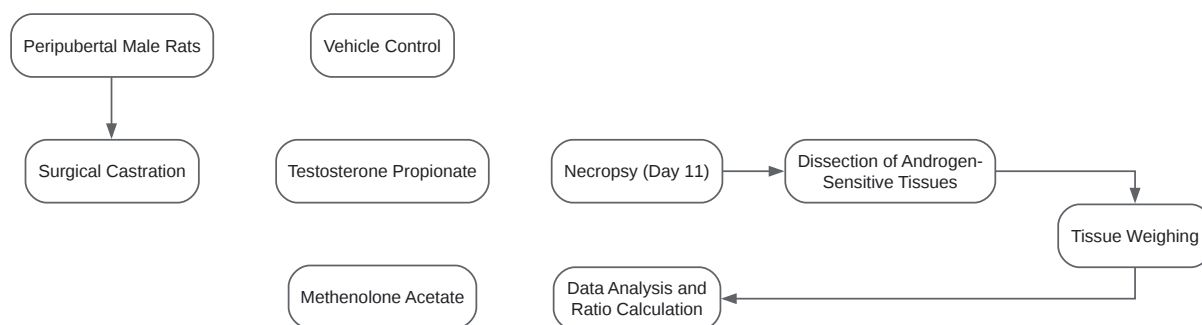 Peripubertal Male Rats
Vehicle Control
Surgical Castration
Testosterone Propionate
Necropsy (Day 11)
Dissection of Androgen-
Sensitive Tissues
Tissue Weighing
Methenolone Acetate
Data Analysis and
Ratio Calculation